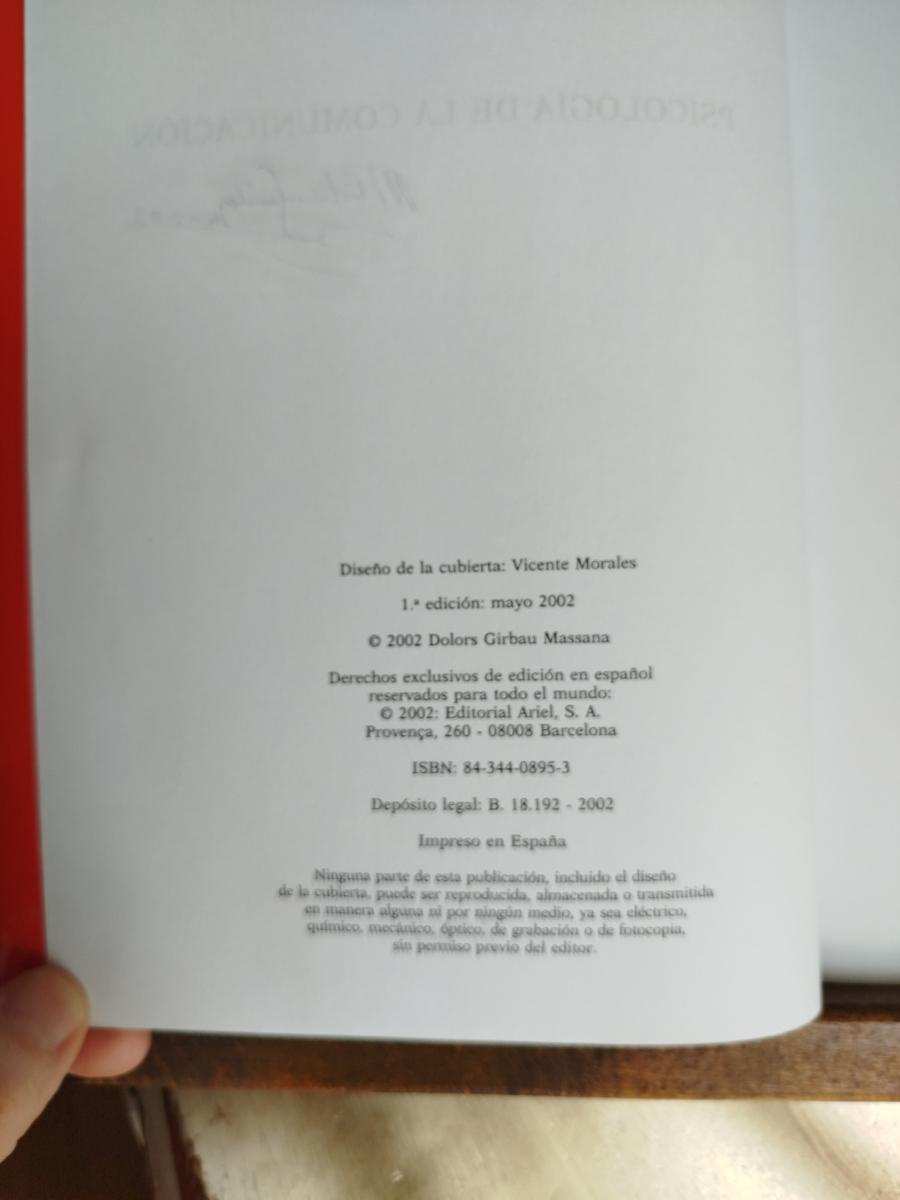 PSICOLOGÍA DE LA COMUNICACIÓN
Diseño de la cubierta: Vicente Morales
1.ª edición: mayo 2002
© 2002 Dolors Girbau Massana
Derechos exclusivos de edición en español
reservados para todo el mundo:
© 2002: Editorial Ariel, S. A.
Provença, 260 - 08008 Barcelona
ISBN: 84-344-0895-3
Depósito legal: B. 18.192 - 2002
Impreso en España
Ninguna parte de esta publicación, incluido el diseño
de la cubierta, puede ser reproducida, almacenada o transmitida
en manera alguna ni por ningún medio, ya sea eléctrico,
químico, mecánico, óptico, de grabación o de fotocopia,
sin permiso previo del editor.